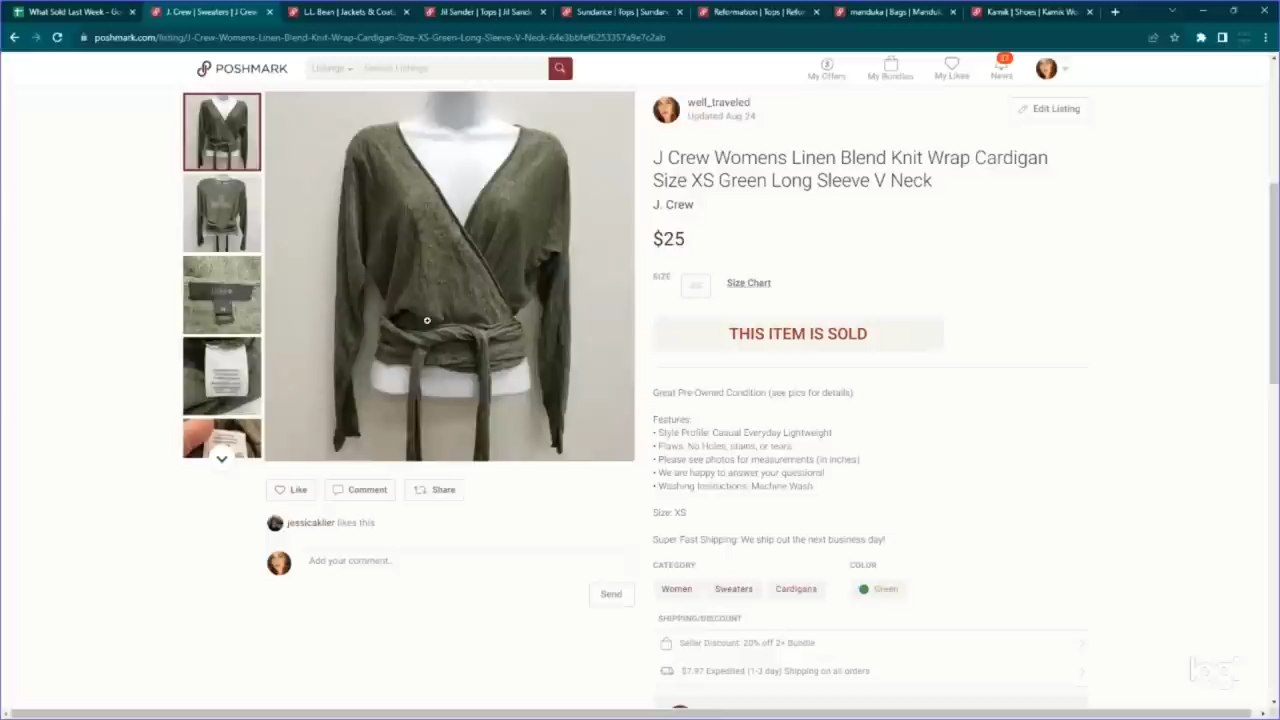 What Sold Last Week - Go
J. Crew | Sweaters | J Crew
L.L. Bean | Jackets & Coats
Jil Sander | Tops | Jil Sand
Sundance | Tops | Sundan
Reformation | Tops | Refor
manduka | Bags | Manduk
Kamik | Shoes | Kamik Wo
poshmark.com/listing/J-Crew-Womens-Linen-Blend-Knit-Wrap-Cardigan-Size-XS-Green-Long-Sleeve-V-Neck-64e3bbfef6253357a9e7c2ab
POSHMARK
Listings
Search Listings
My Offers
My Bundles
My Likes
News
well_traveled
Updated Aug 24
Edit Listing
J Crew Womens Linen Blend Knit Wrap Cardigan
Size XS Green Long Sleeve V Neck
J. Crew
$25
SIZE
Size Chart
THIS ITEM IS SOLD
Great Pre-Owned Condition (see pics for details)
Features:
• Style Profile: Casual Everyday Lightweight
• Flaws: No Holes, stains, or tears
• Please see photos for measurements (in inches)
• We are happy to answer your questions!
• Washing Instructions: Machine Wash
Size: XS
Super Fast Shipping: We ship out the next business day!
CATEGORY
COLOR
Women
Sweaters
Cardigans
Green
SHIPPING/DISCOUNT
Seller Discount: 20% off 2+ Bundle
$7.97 Expedited (1-3 day) Shipping on all orders
Like
Comment
Share
jessicaklier likes this
Add your comment...
Send